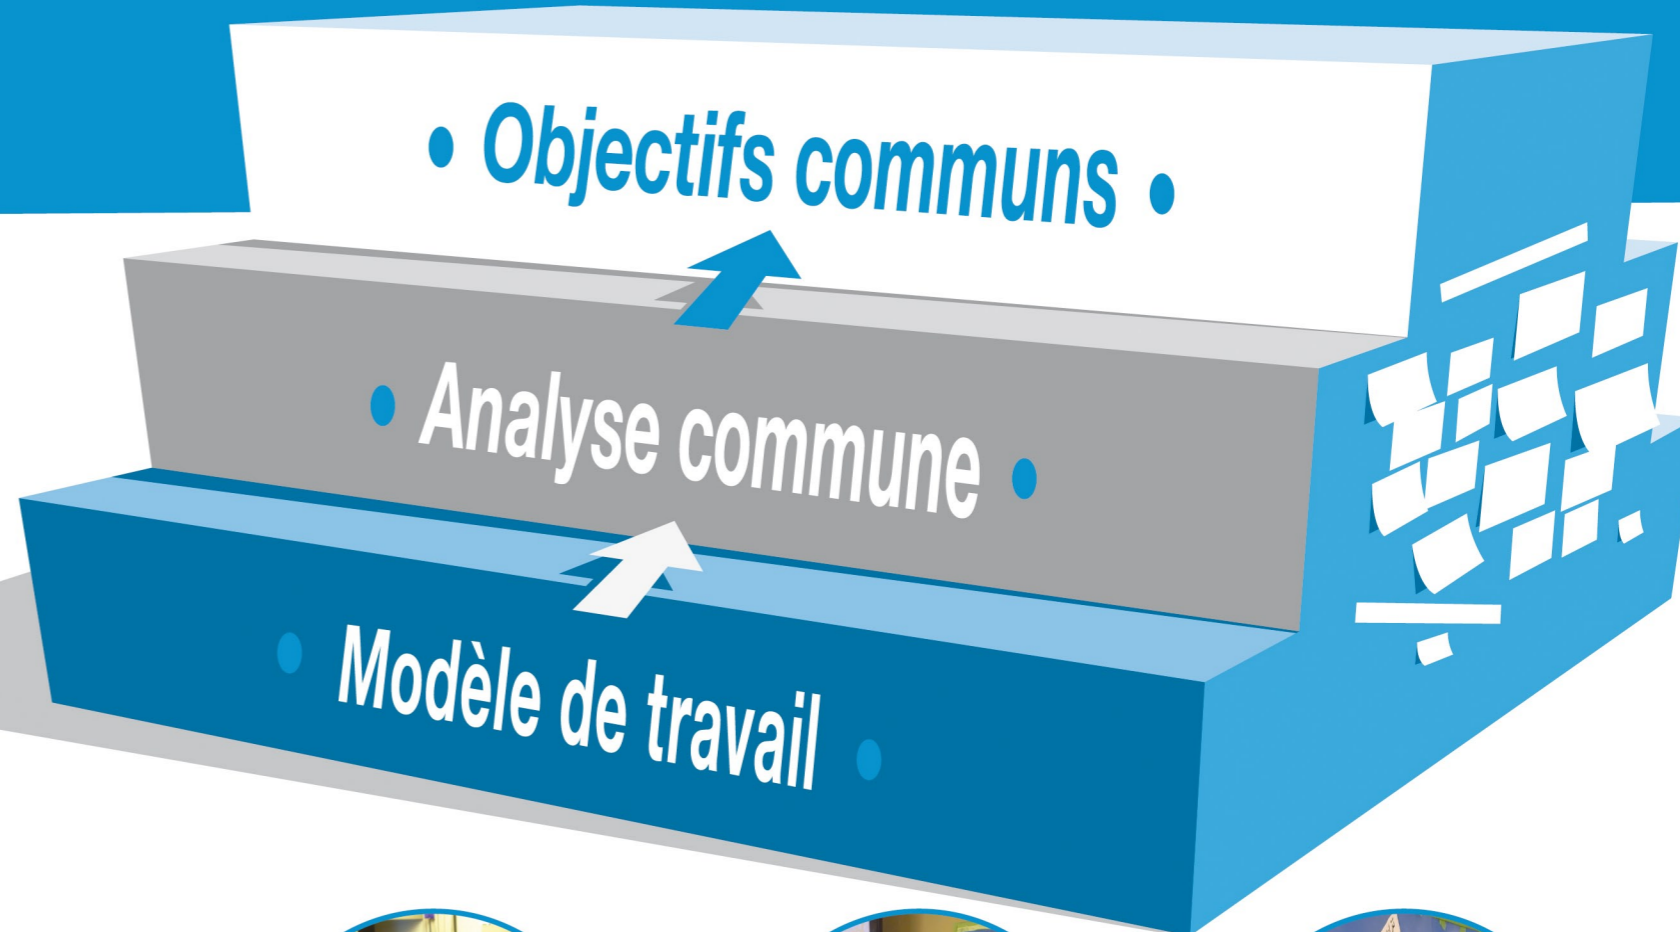 • Objectifs communs •
• Analyse commune •
• Modèle de travail •